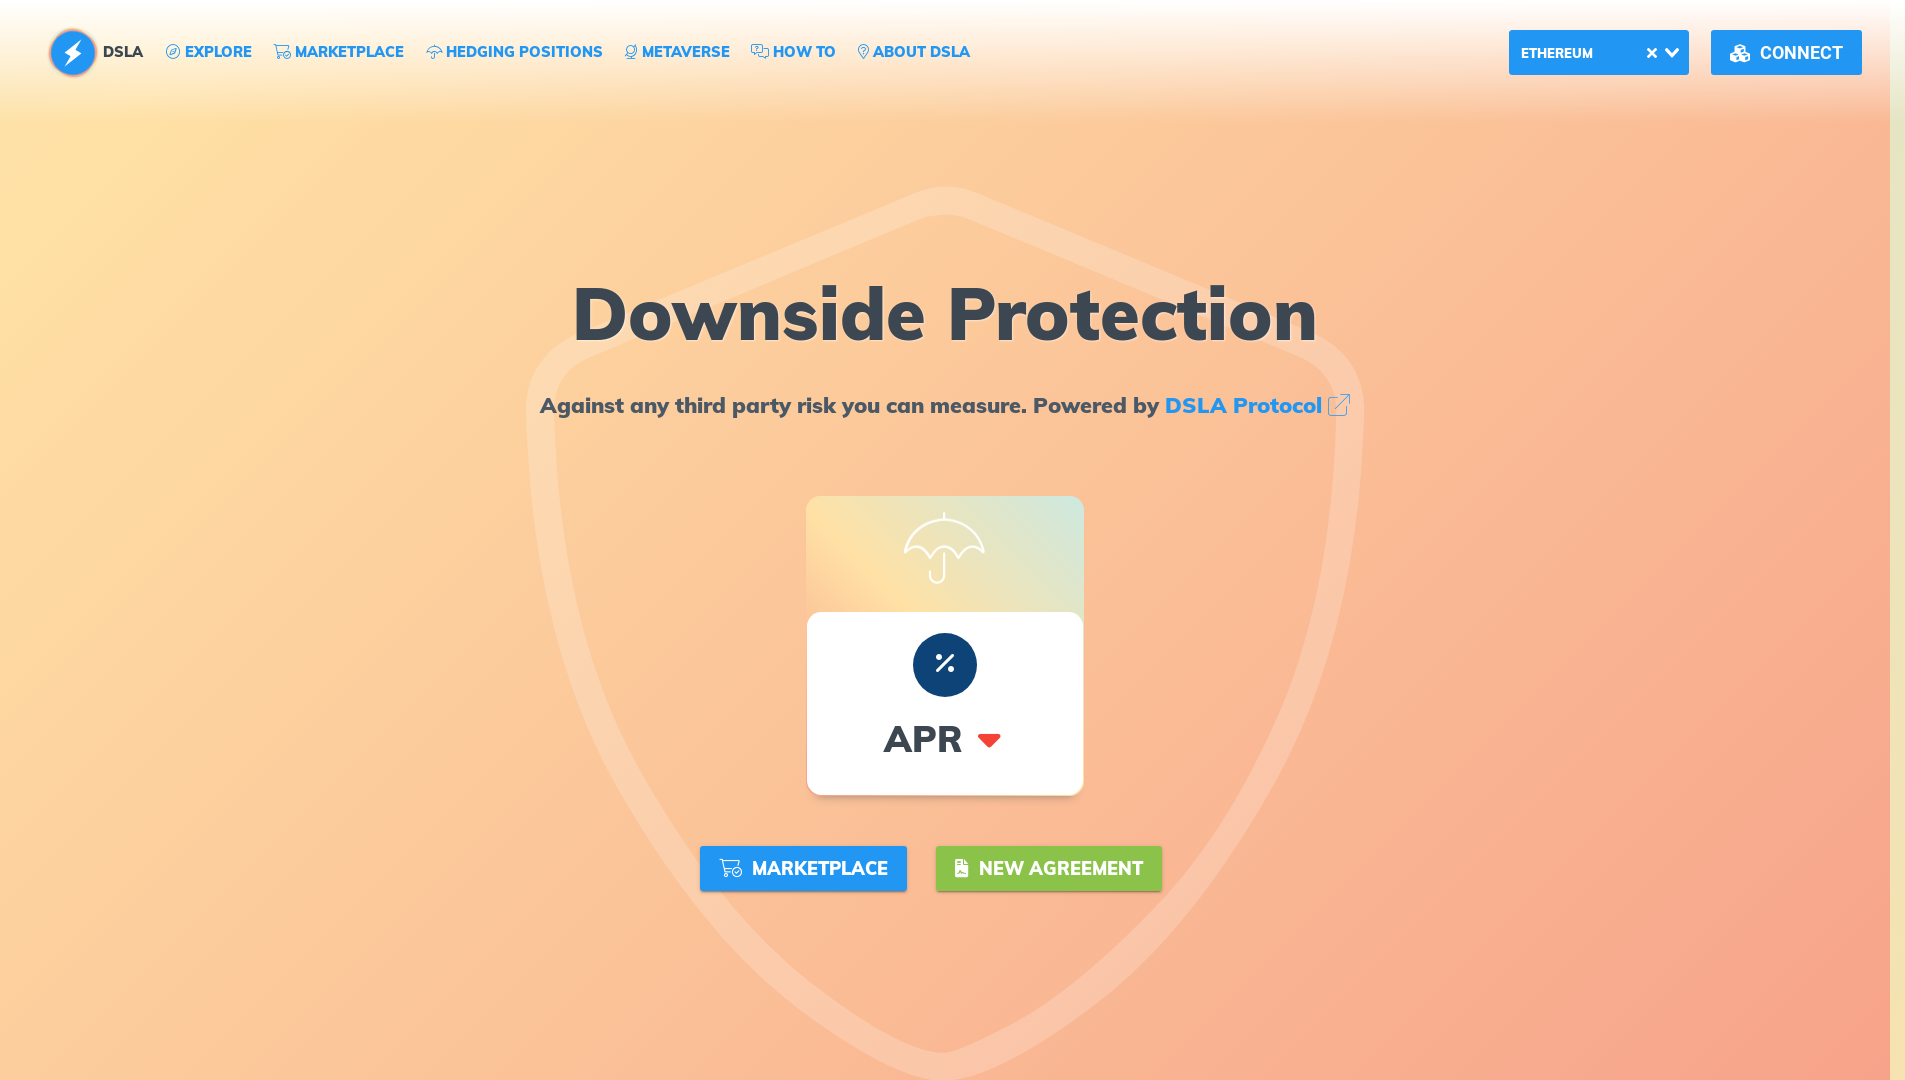 DSLA EXPLORE MARKETPLACE HEDGING POSITIONS METAVERSE HOW TO ABOUT DSLA ETHEREUM CONNECT
Downside Protection
Against any third party risk you can measure. Powered by DSLA Protocol
%
APR
MARKETPLACE NEW AGREEMENT